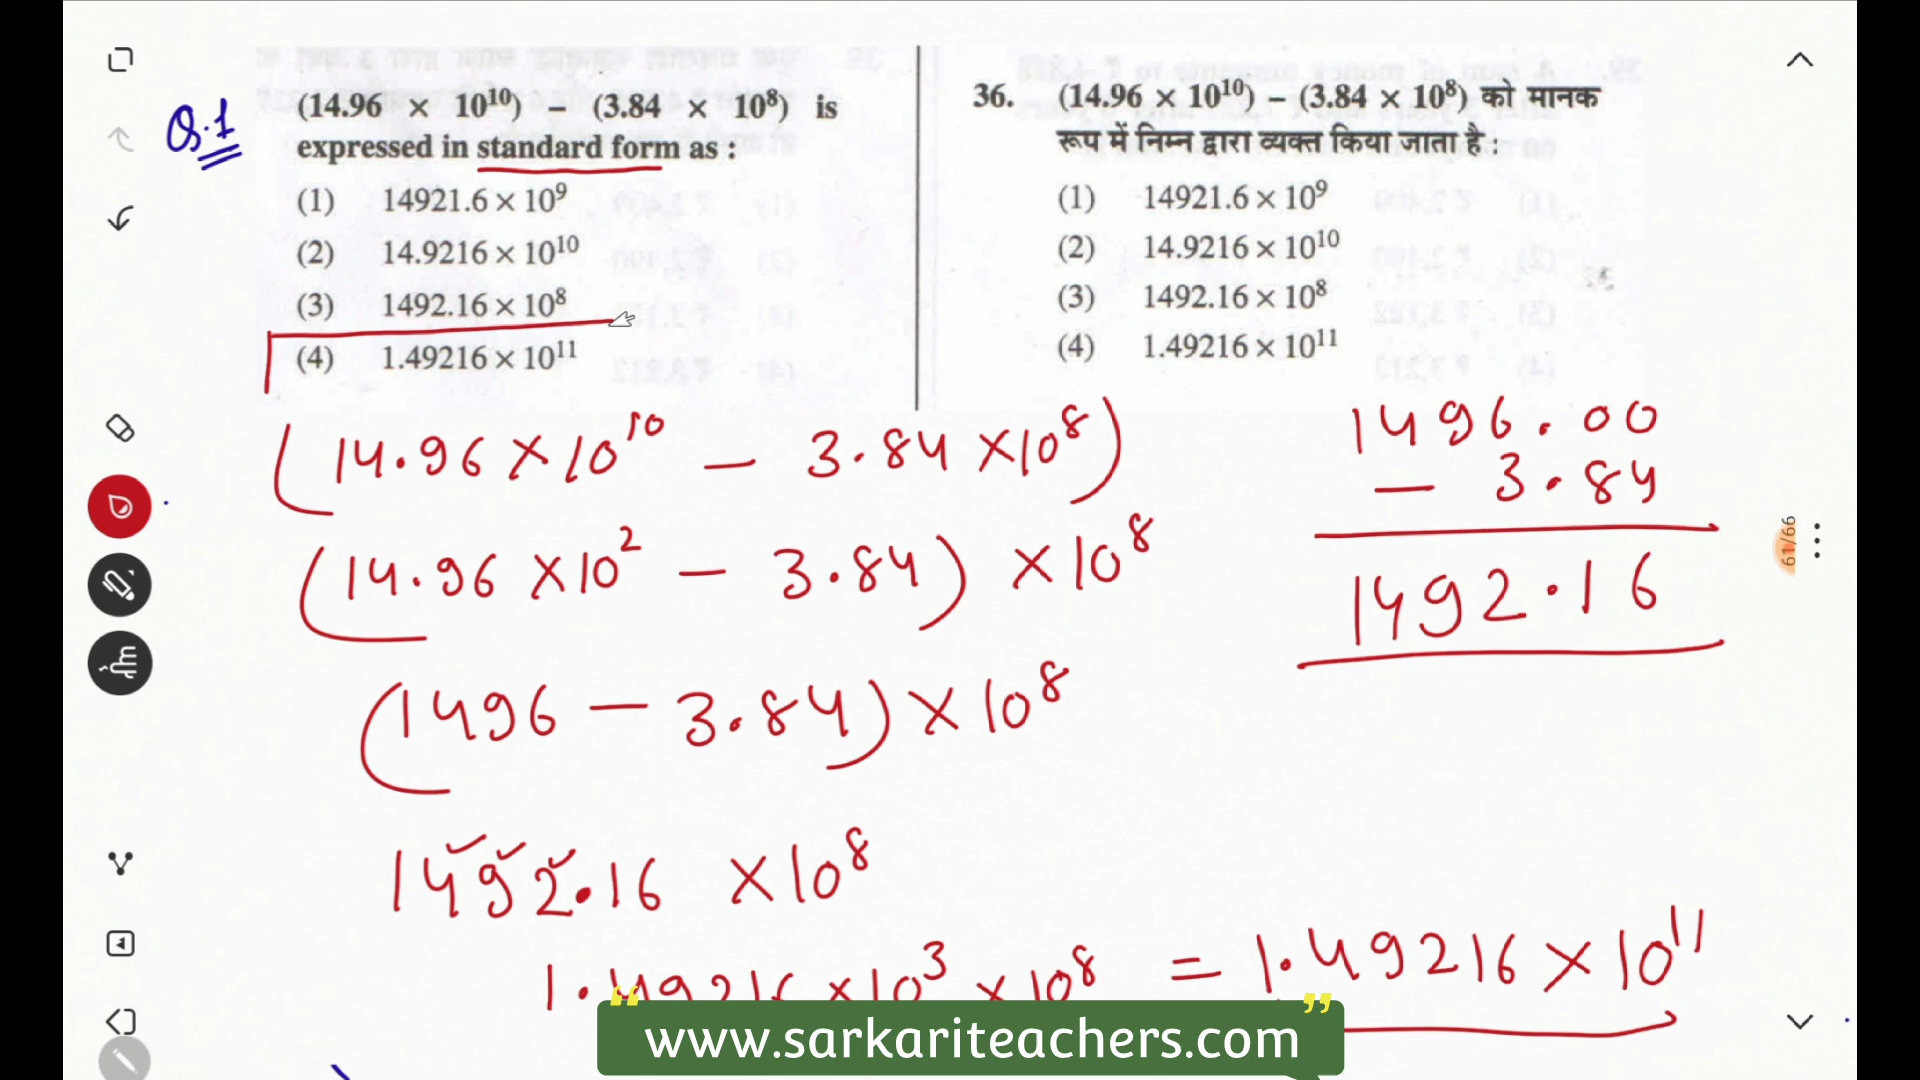 Q.1
(14.96 × 10¹⁰) – (3.84 × 10⁸) is
expressed in standard form as :
(1) 14921.6 × 10⁹
(2) 14.9216 × 10¹⁰
(3) 1492.16 × 10⁸
(4) 1.49216 × 10¹¹
36. (14.96 × 10¹⁰) – (3.84 × 10⁸) को मानक
रूप में निम्न द्वारा व्यक्त किया जाता है :
(1) 14921.6 × 10⁹
(2) 14.9216 × 10¹⁰
(3) 1492.16 × 10⁸
(4) 1.49216 × 10¹¹
(14.96 × 10¹⁰ – 3.84 × 10⁸)
(14.96 × 10² – 3.84) × 10⁸
(1496 – 3.84) × 10⁸
1492.16 × 10⁸
1.49216 × 10³ × 10⁸ = 1.49216 × 10¹¹
1496.00
– 3.84
1492.16
61/66
“www.sarkariteachers.com”